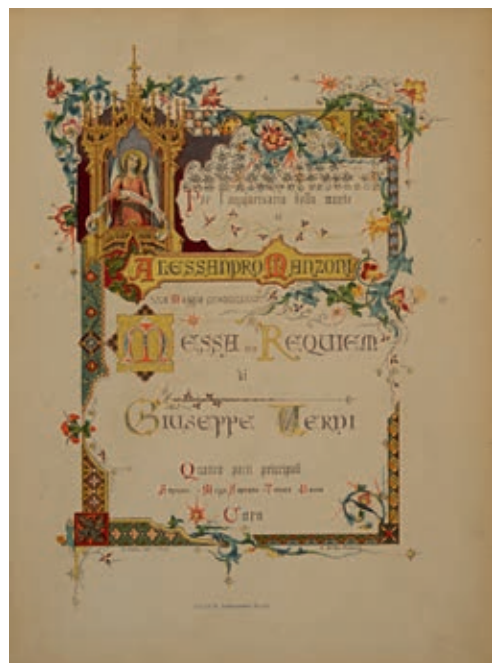 Per l'anniversario della morte
di
ALESSANDRO MANZONI
MESSA DA REQUIEM
di
GIUSEPPE VERDI
Quattro parti principali
Soprano - Mezzo Soprano - Tenore - Basso
Coro